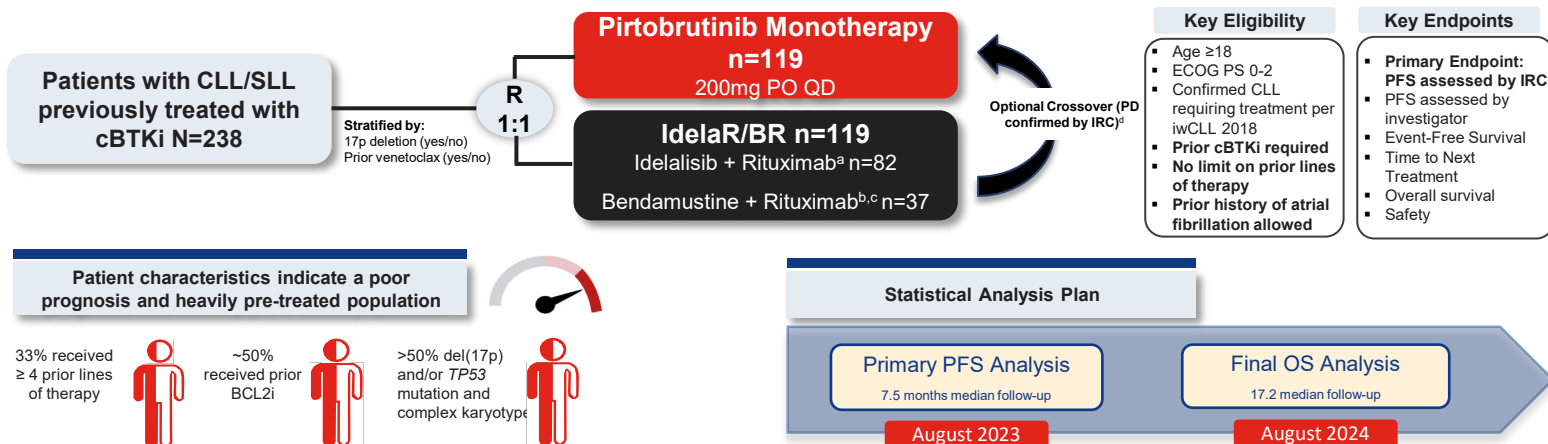 Patients with CLL/SLL
previously treated with
cBTKi N=238
Stratified by:
17p deletion (yes/no)
Prior venetoclax (yes/no)
R
1:1
Pirtobrutinib Monotherapy
n=119
200mg PO QD
IdelaR/BR n=119
Idelalisib + Rituximabᵃ n=82
Bendamustine + Rituximabᵇ,ᶜ n=37
Optional Crossover (PD
confirmed by IRC)ᵈ
Key Eligibility
▪ Age ≥18
▪ ECOG PS 0-2
▪ Confirmed CLL
requiring treatment per
iwCLL 2018
▪ Prior cBTKi required
▪ No limit on prior lines
of therapy
▪ Prior history of atrial
fibrillation allowed
Key Endpoints
▪ Primary Endpoint:
PFS assessed by IRC
▪ PFS assessed by
investigator
▪ Event-Free Survival
▪ Time to Next
Treatment
▪ Overall survival
▪ Safety
Patient characteristics indicate a poor
prognosis and heavily pre-treated population
33% received
≥ 4 prior lines
of therapy
~50%
received prior
BCL2i
>50% del(17p)
and/or TP53
mutation and
complex karyotype
Statistical Analysis Plan
Primary PFS Analysis
7.5 months median follow-up
August 2023
Final OS Analysis
17.2 median follow-up
August 2024